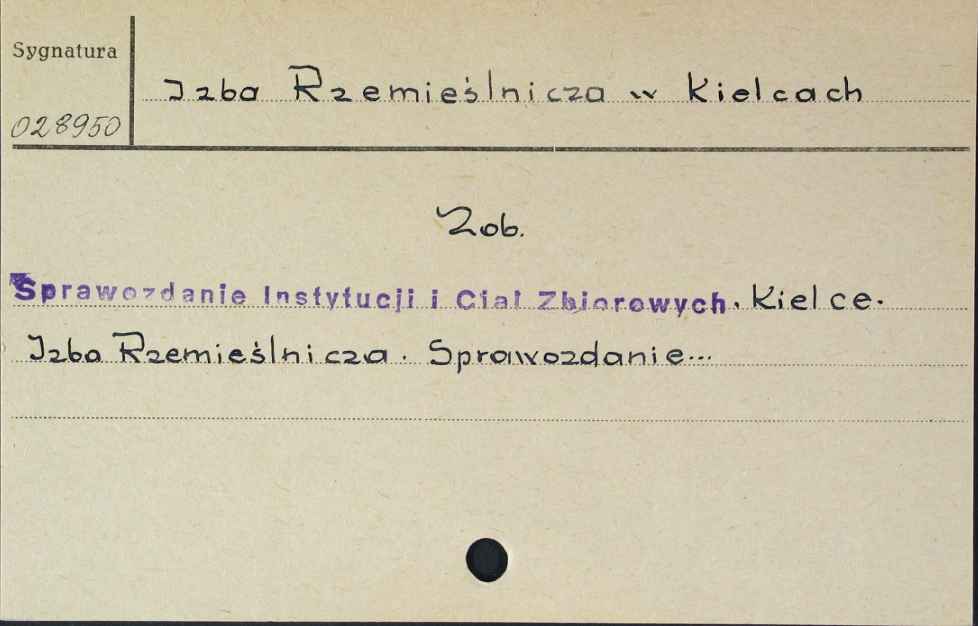 Sygnatura
Izba Rzemieślnicza w Kielcach
028950
Zob.
Sprawozdanie Instytucji i Ciał Zbiorowych. Kielce.
Izba Rzemieślnicza. Sprawozdanie...